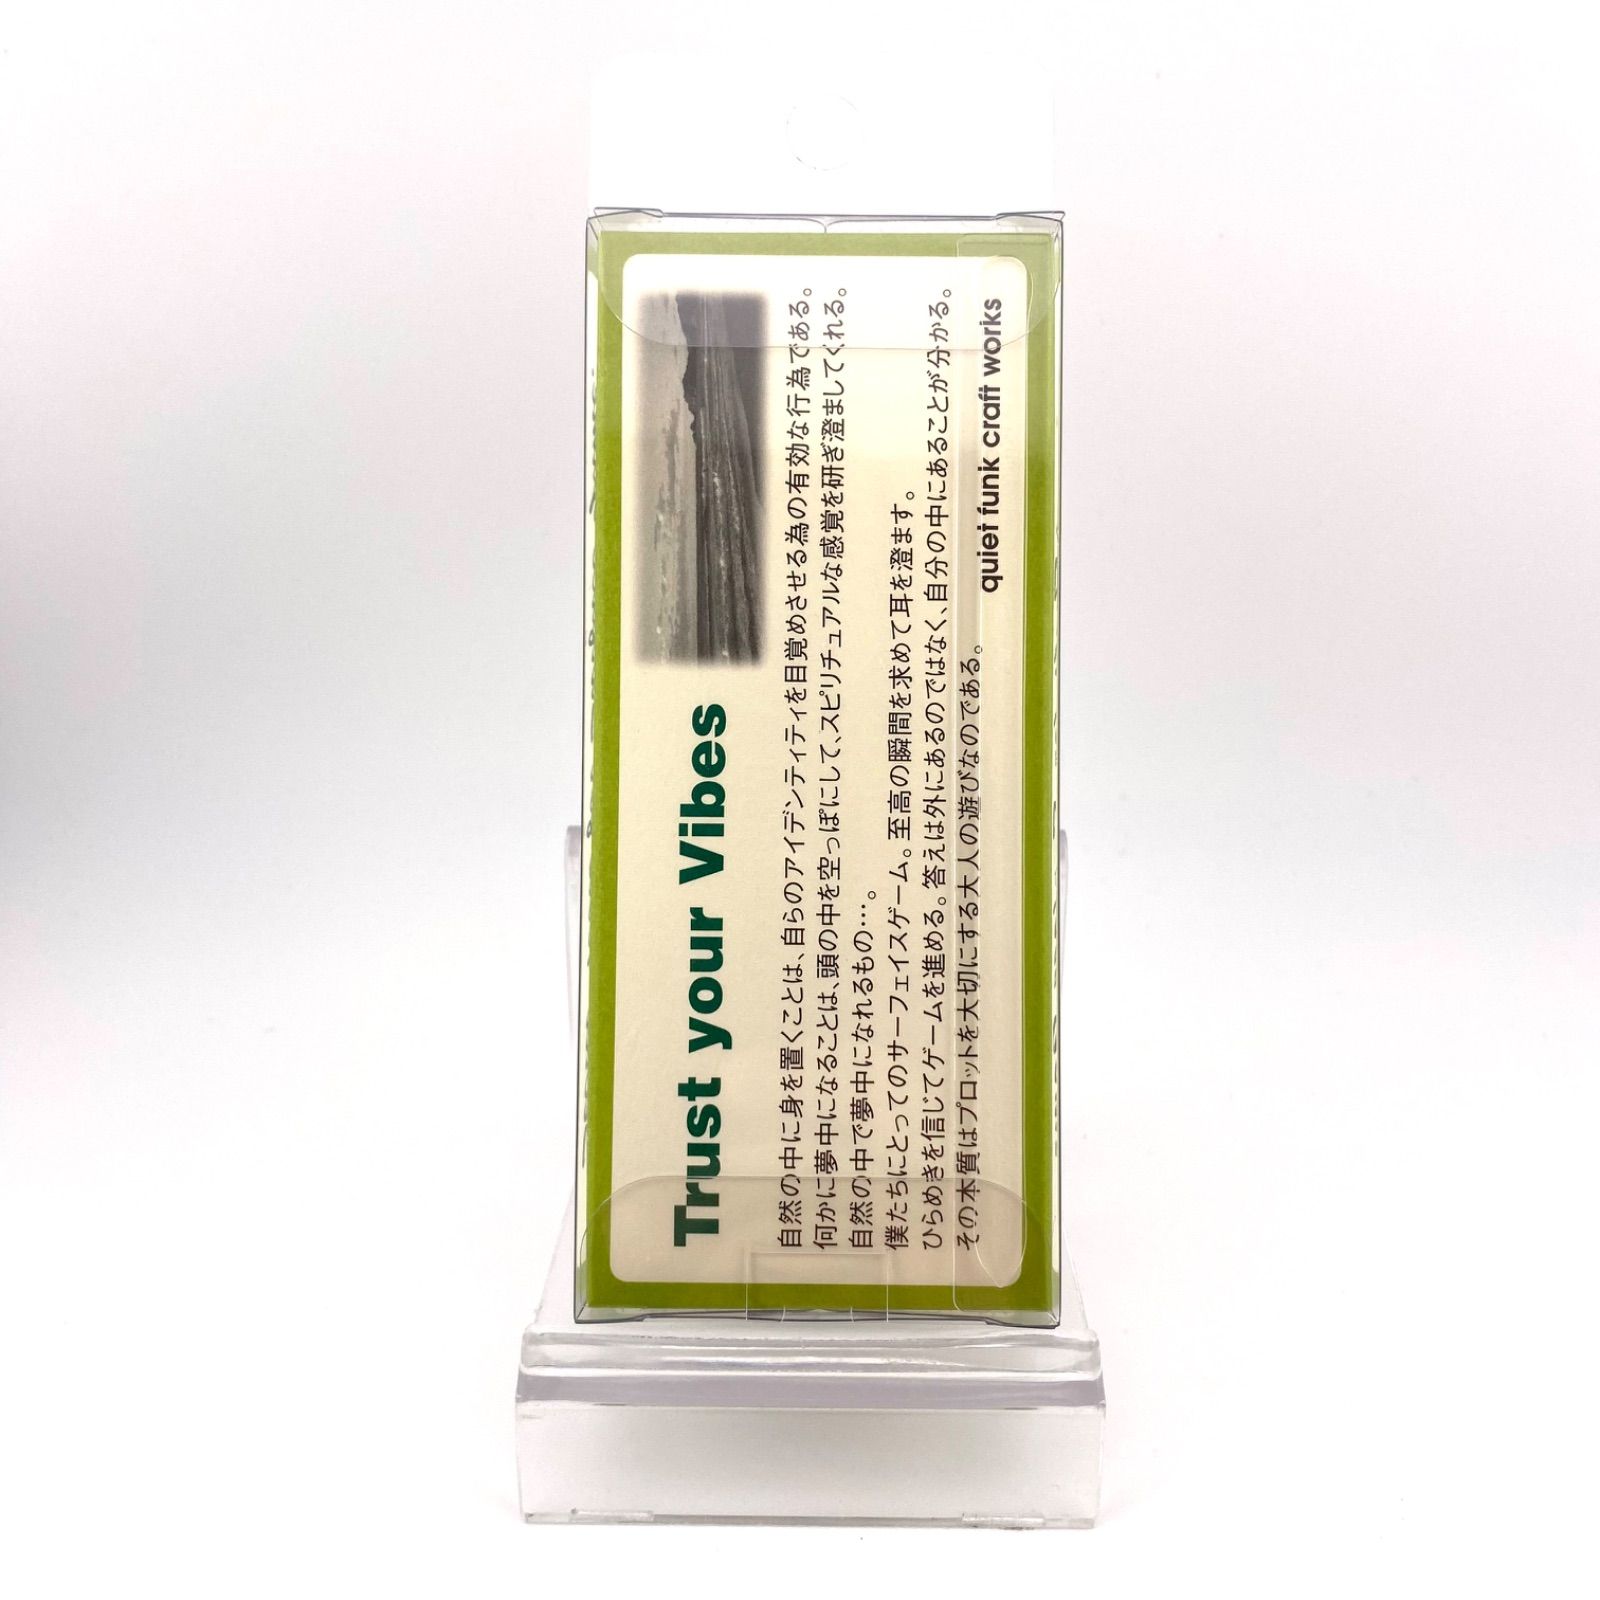 Trust your Vibes
自然の中に身を置くことは、自らのアイデンティティを目覚めさせる為の有効な行為である。
何かに夢中になることは、頭の中を空っぽにして、スピリチュアルな感覚を研ぎ澄ましてくれる。
自然の中で夢中になれるもの…。
僕たちにとってのサーフェイスゲーム。至高の瞬間を求めて耳を澄ます。
ひらめきを信じてゲームを進める。答えは外にあるのではなく、自分の中にあることが分かる。
その本質はプロットを大切にする大人の遊びなのである。
quiet funk craft works